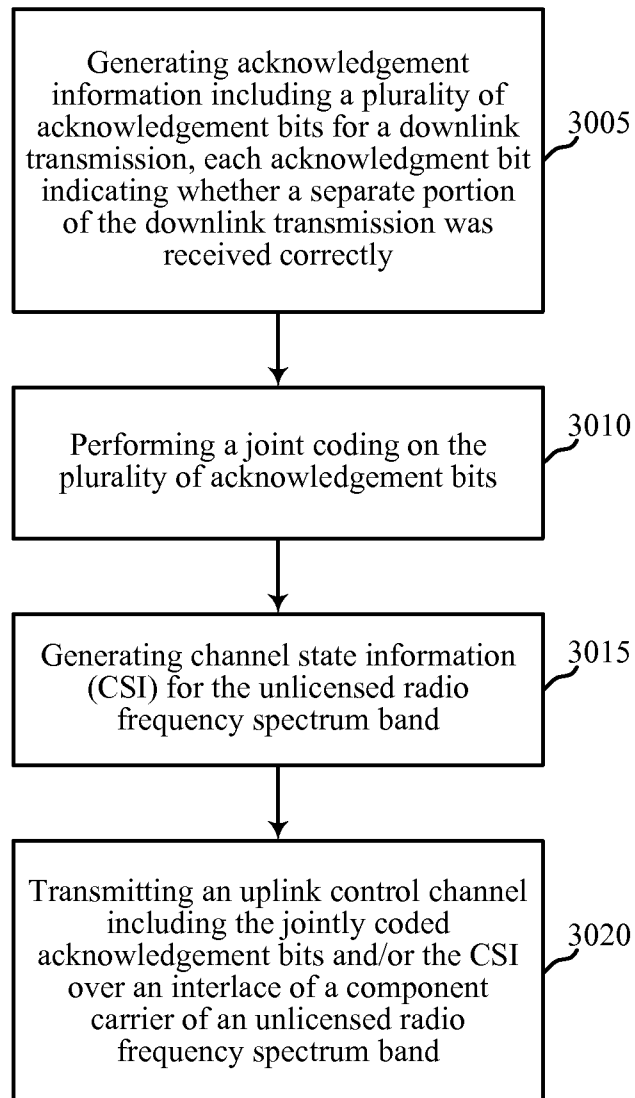 Generating acknowledgement
information including a plurality of
acknowledgement bits for a downlink
transmission, each acknowledgment bit
indicating whether a separate portion
of the downlink transmission was
received correctly
3005
Performing a joint coding on the
plurality of acknowledgement bits
3010
Generating channel state information
(CSI) for the unlicensed radio
frequency spectrum band
3015
Transmitting an uplink control channel
including the jointly coded
acknowledgement bits and/or the CSI
over an interlace of a component
carrier of an unlicensed radio
frequency spectrum band
3020